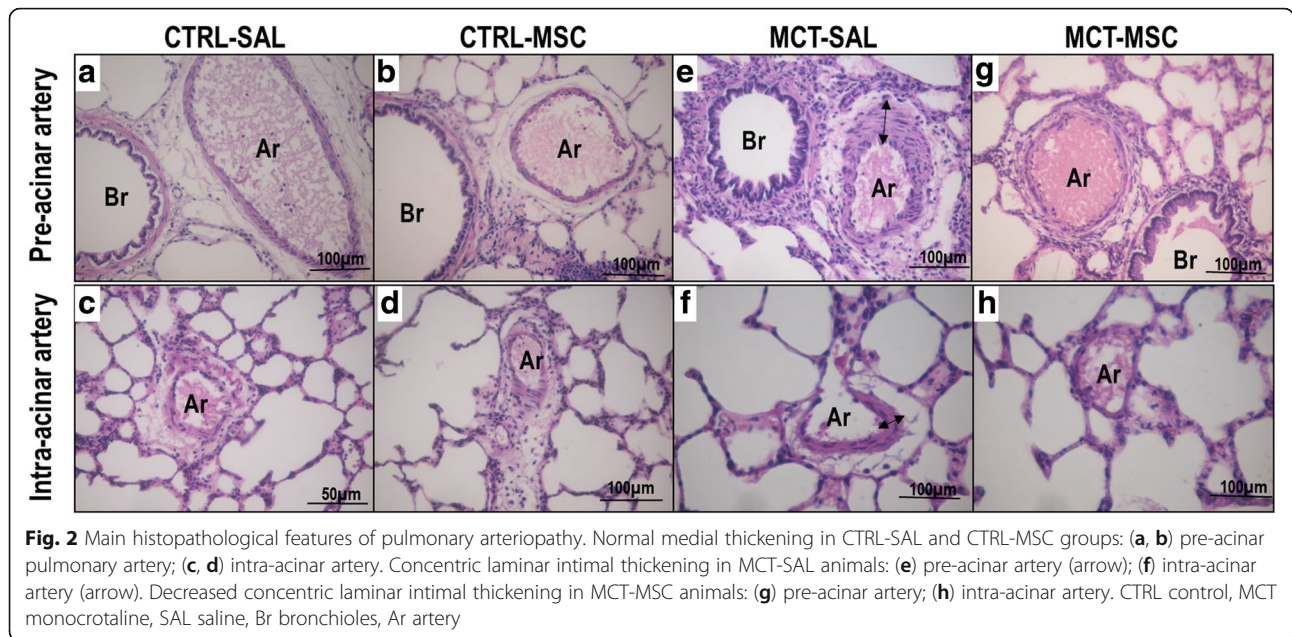 CTRL-SAL CTRL-MSC MCT-SAL MCT-MSC
Pre-acinar artery
a
Ar
Br
100µm
b
Ar
Br
100µm
e
Br
Ar
100µm
g
Ar
Br
100µm
Intra-acinar artery
c
Ar
50µm
d
Ar
100µm
f
Ar
100µm
h
Ar
100µm
Fig. 2 Main histopathological features of pulmonary arteriopathy. Normal medial thickening in CTRL-SAL and CTRL-MSC groups: (a, b) pre-acinar
pulmonary artery; (c, d) intra-acinar artery. Concentric laminar intimal thickening in MCT-SAL animals: (e) pre-acinar artery (arrow); (f) intra-acinar
artery (arrow). Decreased concentric laminar intimal thickening in MCT-MSC animals: (g) pre-acinar artery; (h) intra-acinar artery. CTRL control, MCT
monocrotaline, SAL saline, Br bronchioles, Ar artery